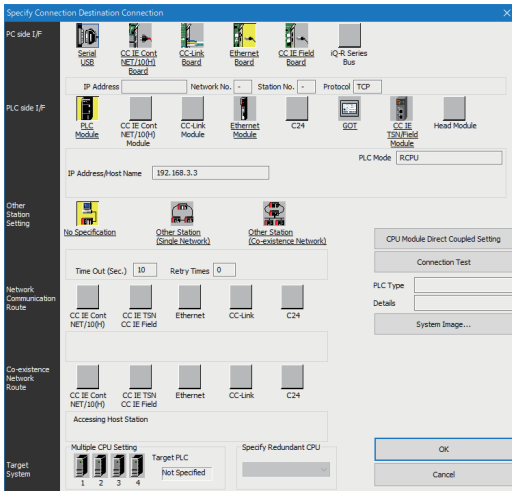 Specify Connection Destination Connection
PC side I/F
Serial
USB
CC IE Cont
NET/10(H)
Board
CC-Link
Board
Ethernet
Board
CC IE Field
Board
iQ-R Series
Bus
IP Address
Network No. -
Station No. -
Protocol TCP
PLC side I/F
PLC
Module
CC IE Cont
NET/10(H)
Module
CC-Link
Module
Ethernet
Module
C24
GOT
CC IE
TSN/Field
Module
Head Module
PLC Mode RCPU
IP Address/Host Name 192.168.3.3
Other
Station
Setting
No Specification
Other Station
(Single Network)
Other Station
(Co-existence Network)
CPU Module Direct Coupled Setting
Connection Test
Time Out (Sec.) 10
Retry Times 0
PLC Type
Details
System Image...
Network
Communication
Route
CC IE Cont
NET/10(H)
CC IE TSN
CC IE Field
Ethernet
CC-Link
C24
Co-existence
Network
Route
CC IE Cont
NET/10(H)
CC IE TSN
CC IE Field
Ethernet
CC-Link
C24
Accessing Host Station
Target
System
Multiple CPU Setting
1 2 3 4
Target PLC
Not Specified
Specify Redundant CPU
OK
Cancel